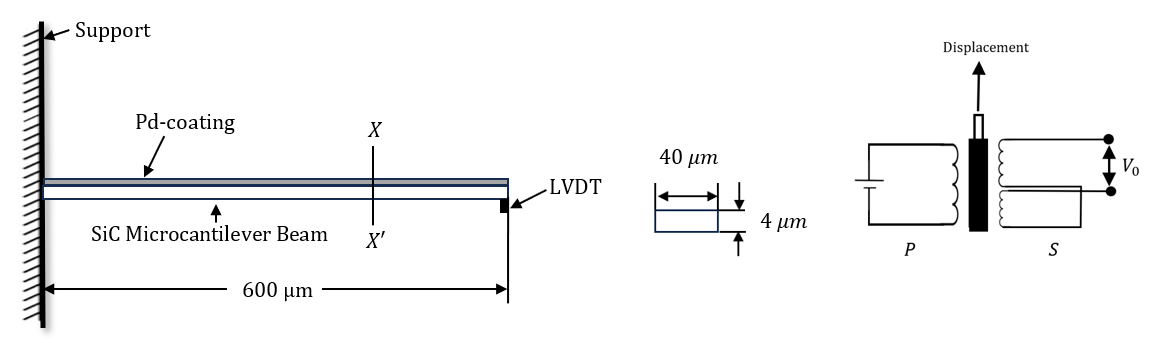 Support
Pd-coating
X
LVDT
SiC Microcantilever Beam
X′
600 μm
40 μm
4 μm
Displacement
V₀
P
S